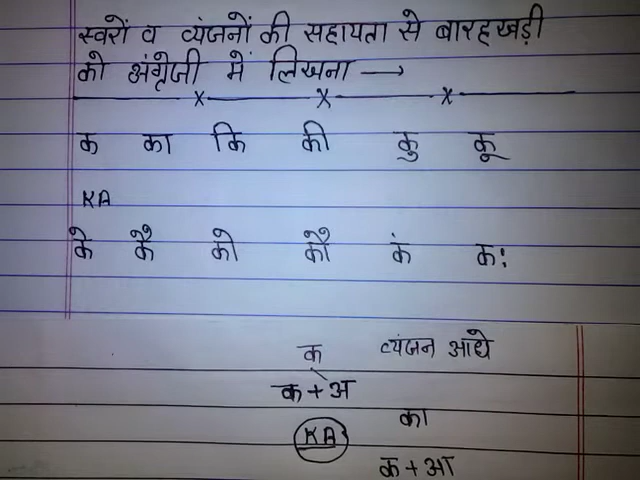 स्वरों व व्यंजनों की सहायता से बारहखड़ी
को अंग्रेजी में लिखना →
x x x
क का कि की कु कू
KA
के कै को कौ कं क:
क व्यंजन आधे
क + अ
का
KA
क + आ